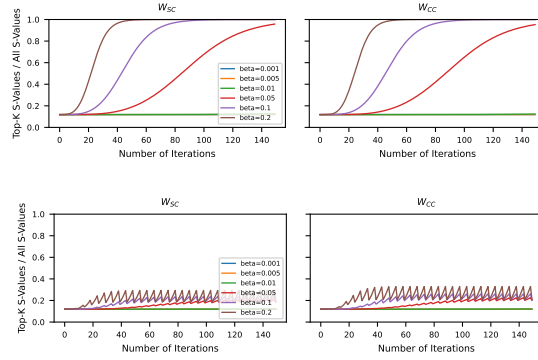 W_SC
W_CC
Top-K S-Values / All S-Values
1.0
0.8
0.6
0.4
0.2
0.0
beta=0.001
beta=0.005
beta=0.01
beta=0.05
beta=0.1
beta=0.2
0 20 40 60 80 100 120 140
0 20 40 60 80 100 120 140
Number of Iterations
Number of Iterations
W_SC
W_CC
Top-K S-Values / All S-Values
1.0
0.8
0.6
0.4
0.2
0.0
beta=0.001
beta=0.005
beta=0.01
beta=0.05
beta=0.1
beta=0.2
0 20 40 60 80 100 120 140
0 20 40 60 80 100 120 140
Number of Iterations
Number of Iterations